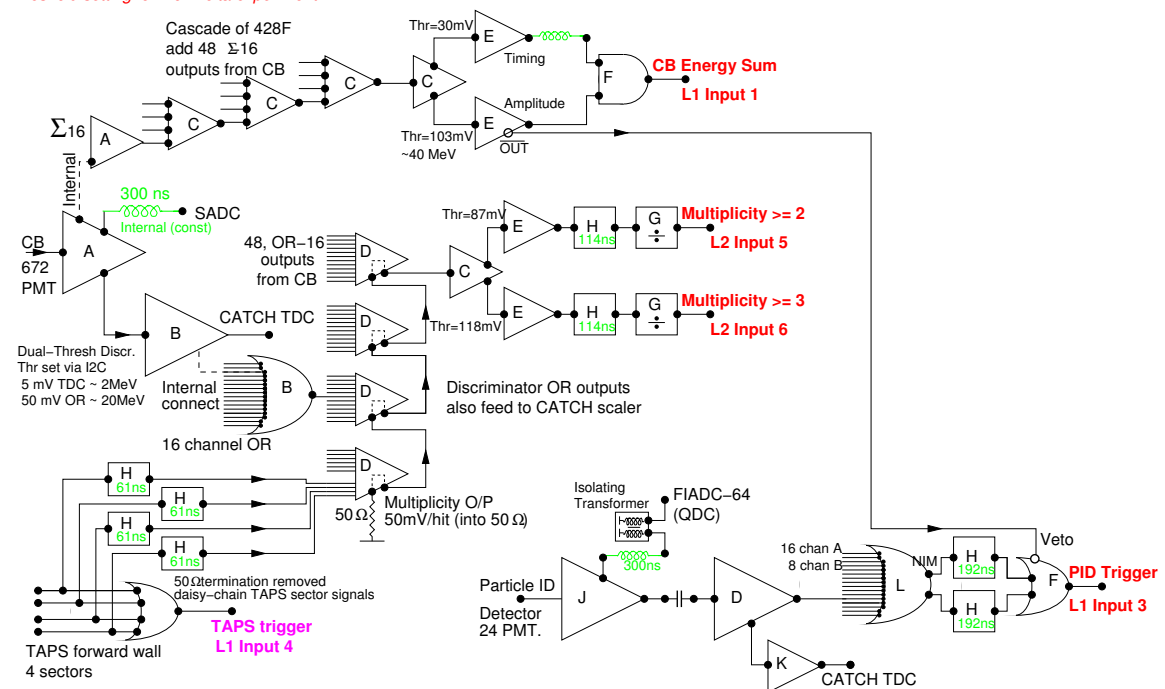 Cascade of 428F
add 48 Σ16
outputs from CB
Thr=30mV
E
Timing
C
C
C
C
F
CB Energy Sum
L1 Input 1
Amplitude
E
OUT
Thr=103mV
~40 MeV
Σ16
A
Internal
300 ns
SADC
Internal (const)
CB
672
PMT
A
48, OR-16
outputs
from CB
D
Thr=87mV
E
H
114ns
G
÷
Multiplicity >= 2
L2 Input 5
C
Thr=118mV
E
H
114ns
G
÷
Multiplicity >= 3
L2 Input 6
B
CATCH TDC
D
Dual-Thresh Discr.
Thr set via I2C
5 mV TDC ~ 2MeV
50 mV OR ~ 20MeV
Internal
connect
B
D
Discriminator OR outputs
also feed to CATCH scaler
16 channel OR
D
H
61ns
H
61ns
H
61ns
H
61ns
50Ω
Multiplicity O/P
50mV/hit (into 50 Ω)
50Ωtermination removed
daisy-chain TAPS sector signals
TAPS trigger
L1 Input 4
TAPS forward wall
4 sectors
Isolating
Transformer
FIADC-64
(QDC)
300ns
Particle ID
Detector
24 PMT.
J
D
K
CATCH TDC
16 chan A
8 chan B
L
NIM
H
192ns
H
192ns
Veto
F
PID Trigger
L1 Input 3